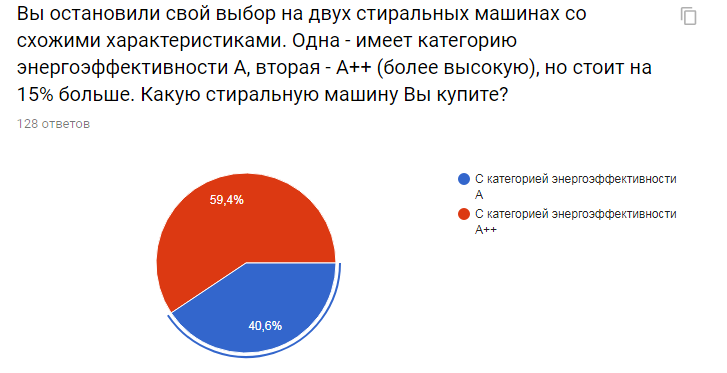 Вы остановили свой выбор на двух стиральных машинах со
схожими характеристиками. Одна - имеет категорию
энергоэффективности А, вторая - А++ (более высокую), но стоит на
15% больше. Какую стиральную машину Вы купите?
128 ответов
59,4%
40,6%
С категорией энергоэффективности
А
С категорией энергоэффективности
А++